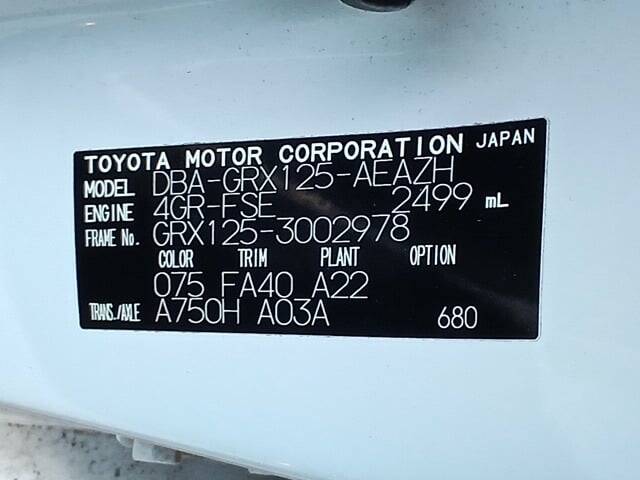 TOYOTA MOTOR CORPORATION JAPAN
MODEL DBA-GRX125-AEAZH
ENGINE 4GR-FSE 2499 mL
FRAME No. GRX125-3002978
COLOR TRIM PLANT OPTION
075 FA40 A22
TRANS./AXLE A750H A03A 680